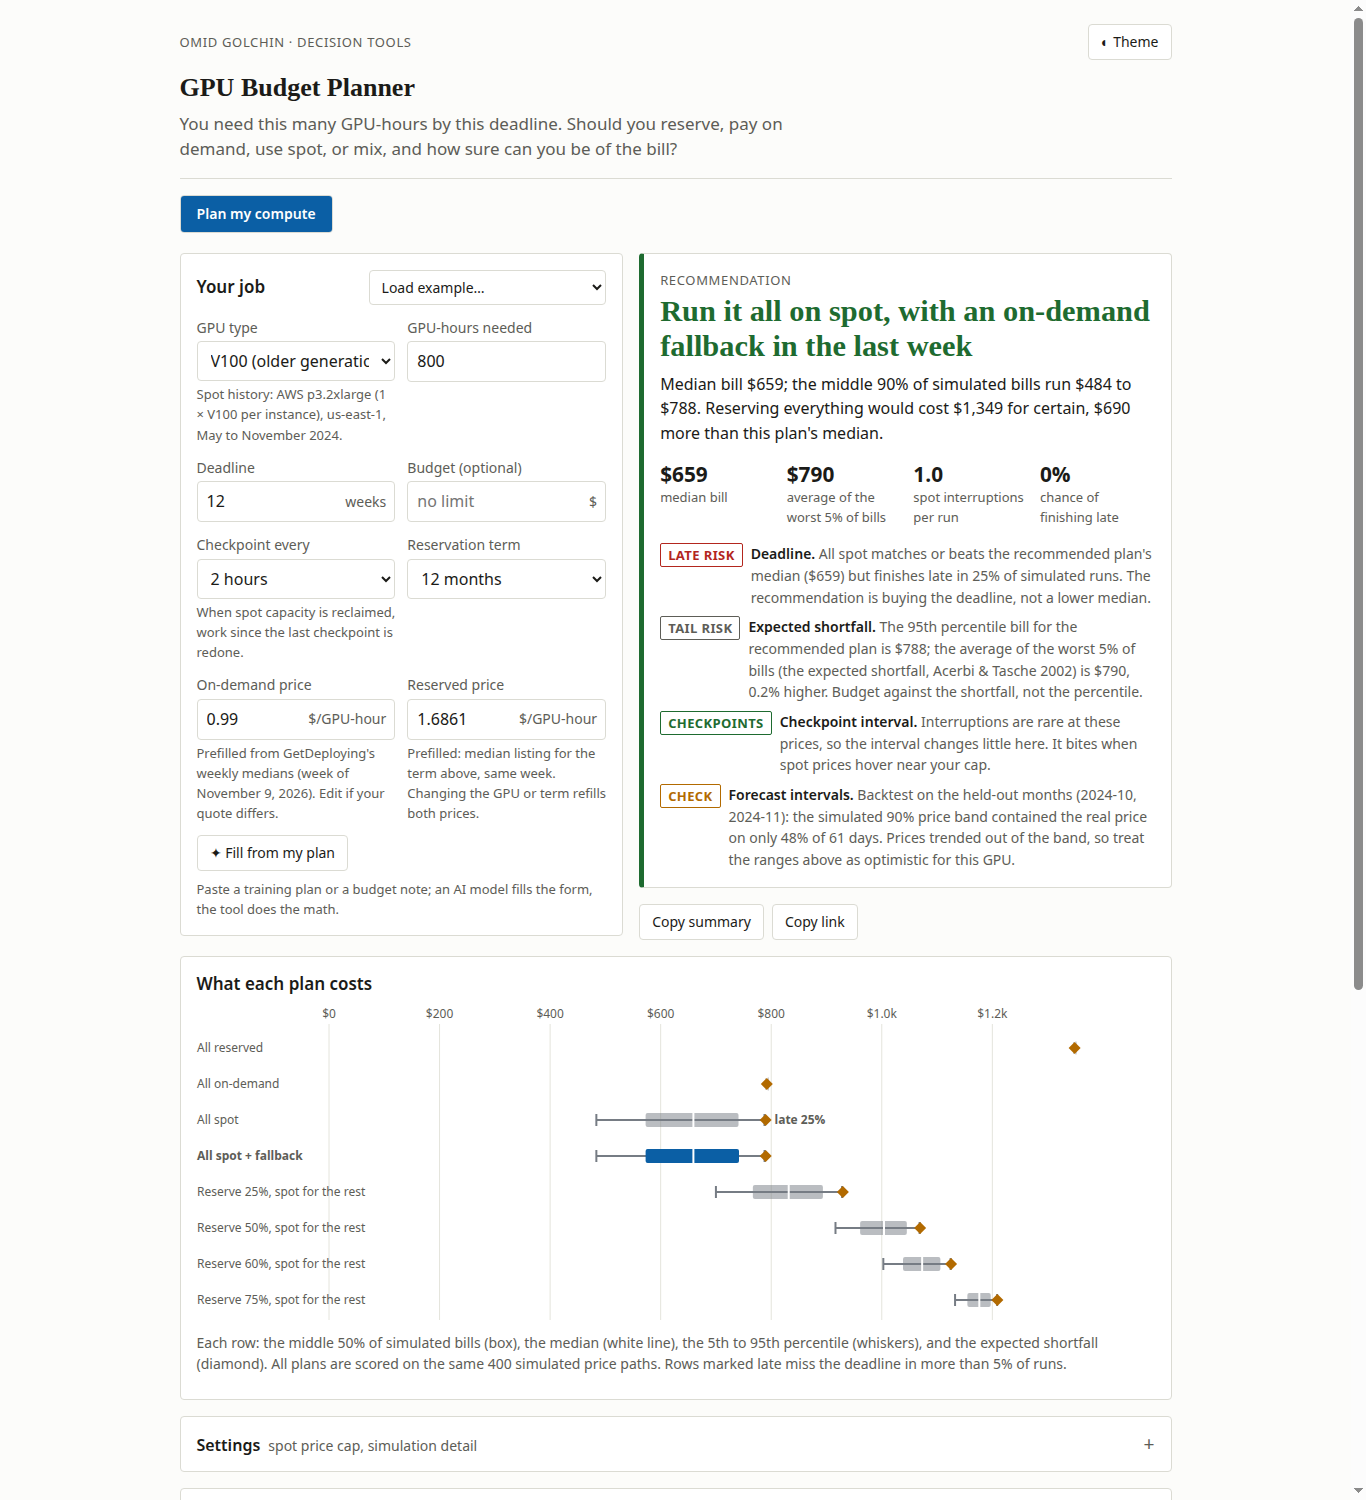 OMID GOLCHIN · DECISION TOOLS
Theme
GPU Budget Planner
You need this many GPU-hours by this deadline. Should you reserve, pay on
demand, use spot, or mix, and how sure can you be of the bill?
Plan my compute
Your job
Load example...
GPU type
GPU-hours needed
V100 (older generatic
800
Spot history: AWS p3.2xlarge (1
× V100 per instance), us-east-1,
May to November 2024.
Deadline
Budget (optional)
12 weeks
no limit $
Checkpoint every
Reservation term
2 hours
12 months
When spot capacity is reclaimed,
work since the last checkpoint is
redone.
On-demand price
Reserved price
0.99 $/GPU-hour
1.6861 $/GPU-hour
Prefilled from GetDeploying's
weekly medians (week of
November 9, 2026). Edit if your
quote differs.
Prefilled: median listing for the
term above, same week.
Changing the GPU or term refills
both prices.
✦ Fill from my plan
Paste a training plan or a budget note; an AI model fills the form,
the tool does the math.
RECOMMENDATION
Run it all on spot, with an on-demand
fallback in the last week
Median bill $659; the middle 90% of simulated bills run $484 to
$788. Reserving everything would cost $1,349 for certain, $690
more than this plan's median.
$659
median bill
$790
average of the
worst 5% of bills
1.0
spot interruptions
per run
0%
chance of
finishing late
LATE RISK
Deadline. All spot matches or beats the recommended plan's
median ($659) but finishes late in 25% of simulated runs. The
recommendation is buying the deadline, not a lower median.
TAIL RISK
Expected shortfall. The 95th percentile bill for the
recommended plan is $788; the average of the worst 5% of
bills (the expected shortfall, Acerbi & Tasche 2002) is $790,
0.2% higher. Budget against the shortfall, not the percentile.
CHECKPOINTS
Checkpoint interval. Interruptions are rare at these
prices, so the interval changes little here. It bites when
spot prices hover near your cap.
CHECK
Forecast intervals. Backtest on the held-out months (2024-10,
2024-11): the simulated 90% price band contained the real price
on only 48% of 61 days. Prices trended out of the band, so treat
the ranges above as optimistic for this GPU.
Copy summary
Copy link
What each plan costs
$0 $200 $400 $600 $800 $1.0k $1.2k
All reserved
All on-demand
All spot
late 25%
All spot + fallback
Reserve 25%, spot for the rest
Reserve 50%, spot for the rest
Reserve 60%, spot for the rest
Reserve 75%, spot for the rest
Each row: the middle 50% of simulated bills (box), the median (white line), the 5th to 95th percentile (whiskers), and the expected shortfall
(diamond). All plans are scored on the same 400 simulated price paths. Rows marked late miss the deadline in more than 5% of runs.
Settings spot price cap, simulation detail
+